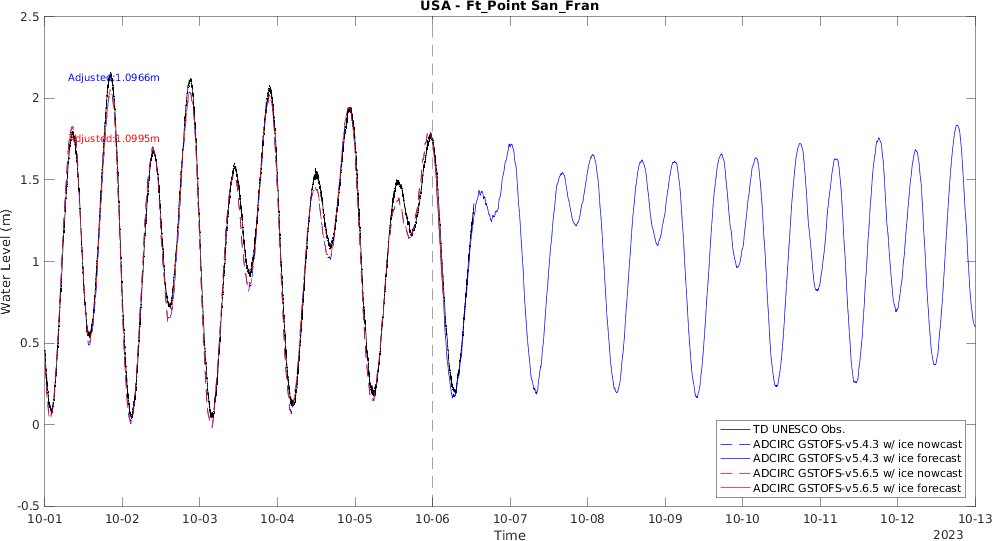 USA - Ft_Point San_Fran
2.5
2
1.5
1
0.5
0
-0.5
Water Level (m)
Adjusted:1.0966m
Adjusted:1.0995m
TD UNESCO Obs.
ADCIRC GSTOFS-v5.4.3 w/ ice nowcast
ADCIRC GSTOFS-v5.4.3 w/ ice forecast
ADCIRC GSTOFS-v5.6.5 w/ ice nowcast
ADCIRC GSTOFS-v5.6.5 w/ ice forecast
10-01 10-02 10-03 10-04 10-05 10-06 10-07 10-08 10-09 10-10 10-11 10-12 10-13
Time
2023